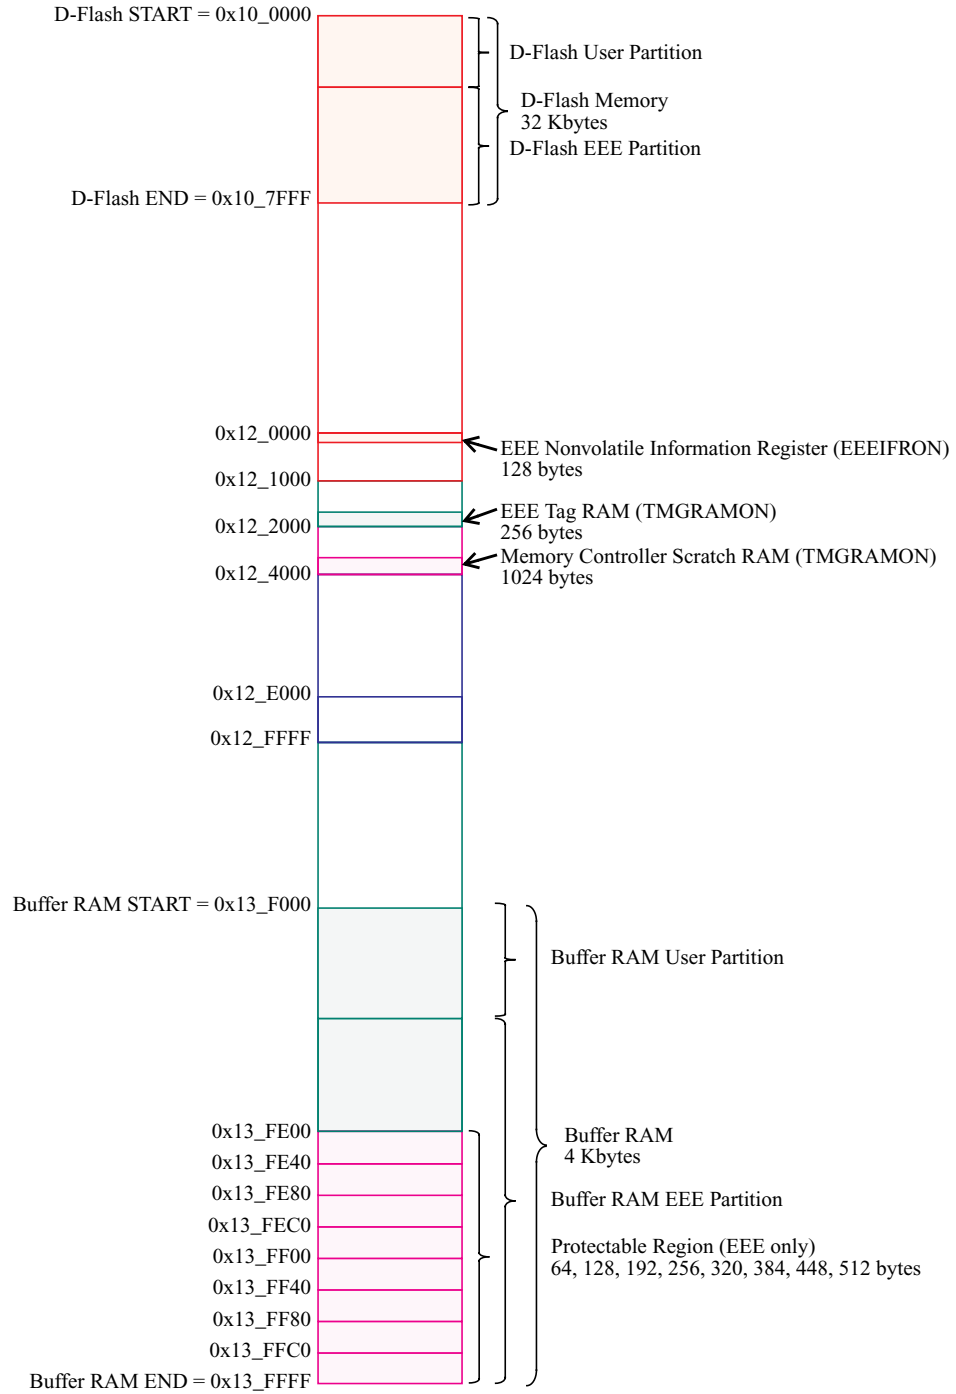 D-Flash START = 0x10_0000
D-Flash User Partition
D-Flash Memory
32 Kbytes
D-Flash EEE Partition
D-Flash END = 0x10_7FFF
0x12_0000
EEE Nonvolatile Information Register (EEEIFRON)
128 bytes
0x12_1000
EEE Tag RAM (TMGRAMON)
256 bytes
0x12_2000
Memory Controller Scratch RAM (TMGRAMON)
1024 bytes
0x12_4000
0x12_E000
0x12_FFFF
Buffer RAM START = 0x13_F000
Buffer RAM User Partition
0x13_FE00
Buffer RAM
4 Kbytes
0x13_FE40
0x13_FE80
Buffer RAM EEE Partition
0x13_FEC0
Protectable Region (EEE only)
64, 128, 192, 256, 320, 384, 448, 512 bytes
0x13_FF00
0x13_FF40
0x13_FF80
0x13_FFC0
Buffer RAM END = 0x13_FFFF